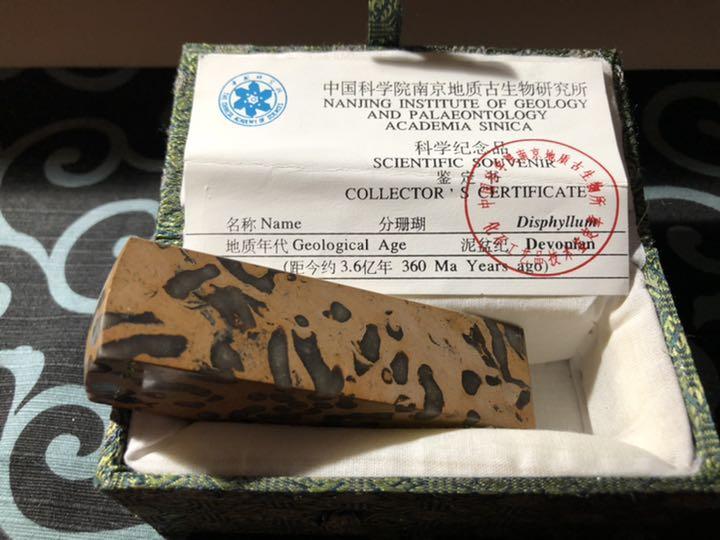 中国科学院南京地质古生物研究所
NANJING INSTITUTE OF GEOLOGY
AND PALAEONTOLOGY
ACADEMIA SINICA
科学纪念品
SCIENTIFIC SOUVENIR
鉴定书
COLLECTOR'S CERTIFICATE
名称 Name 分珊瑚 Disphyllum
地质年代 Geological Age 泥盆纪 Devonian
(距今约 3.6亿年 360 Ma Years ago)